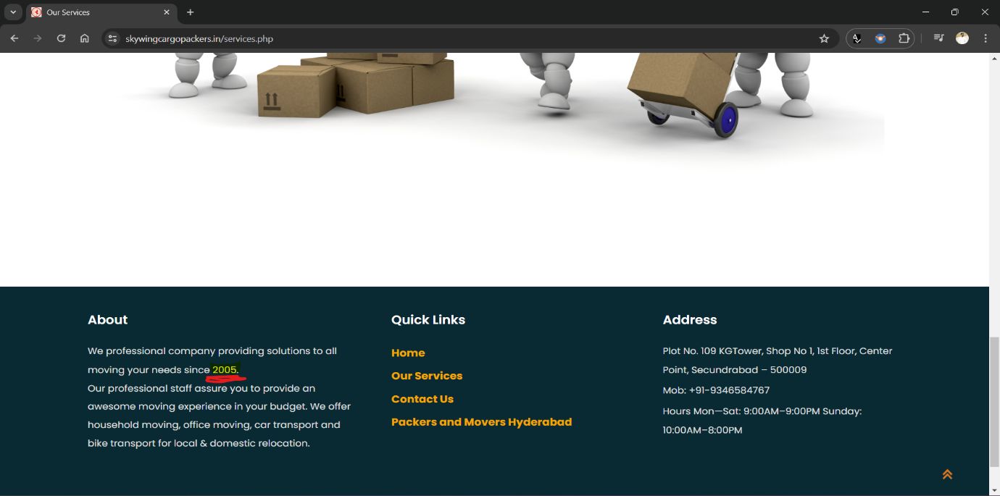 Our Services
skywingcargopackers.in/services.php
About
We professional company providing solutions to all
moving your needs since 2005.
Our professional staff assure you to provide an
awesome moving experience in your budget. We offer
household moving, office moving, car transport and
bike transport for local & domestic relocation.
Quick Links
Home
Our Services
Contact Us
Packers and Movers Hyderabad
Address
Plot No. 109 KGTower, Shop No 1, 1st Floor, Center
Point, Secundrabad – 500009
Mob: +91-9346584767
Hours Mon—Sat: 9:00AM–9:00PM Sunday:
10:00AM–8:00PM